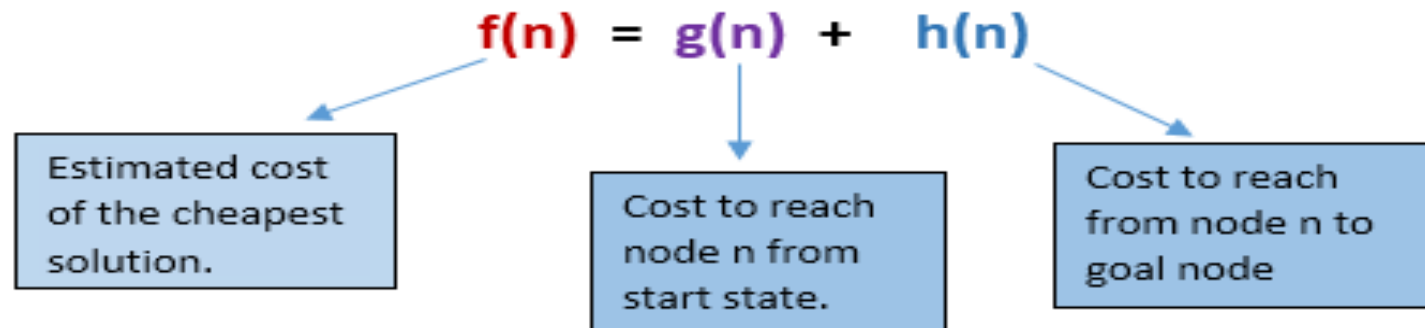 f(n) = g(n) + h(n)
Estimated cost
of the cheapest
solution.
Cost to reach
node n from
start state.
Cost to reach
from node n to
goal node